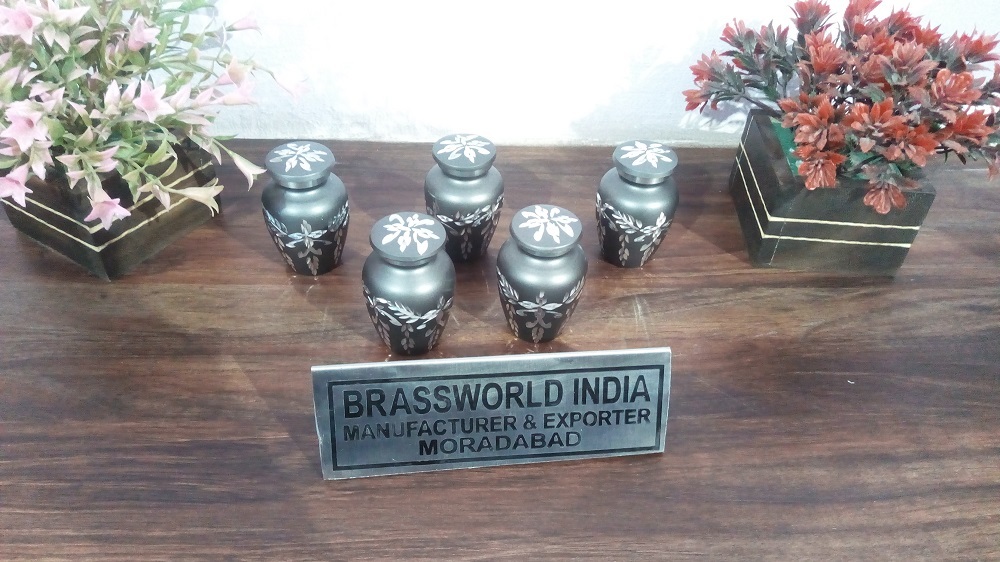 BRASSWORLD INDIA
MANUFACTURER & EXPORTER
MORADABAD